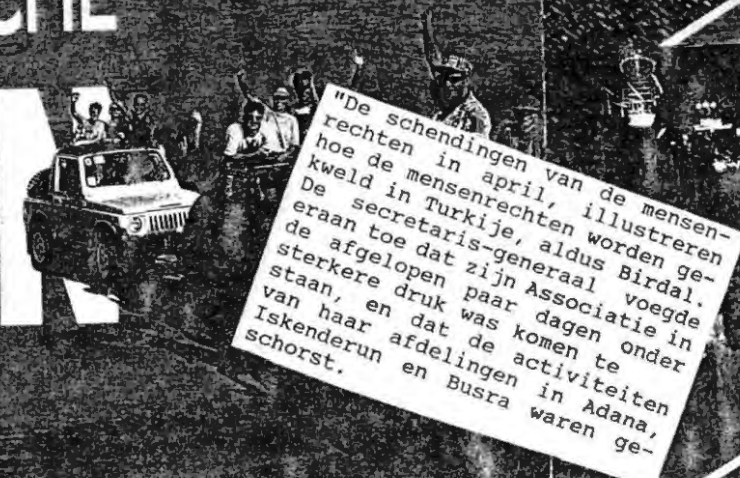 "De schendingen van de mensen-
rechten in april, illustreren
hoe de mensenrechten worden ge-
kweld in Turkije, aldus Birdal.
De secretaris-generaal voegde
eraan toe dat zijn Associatie in
de afgelopen paar dagen onder
sterkere druk was komen te
staan, en dat de activiteiten
van haar afdelingen in Adana,
Iskenderun en Busra waren ge-
schorst.